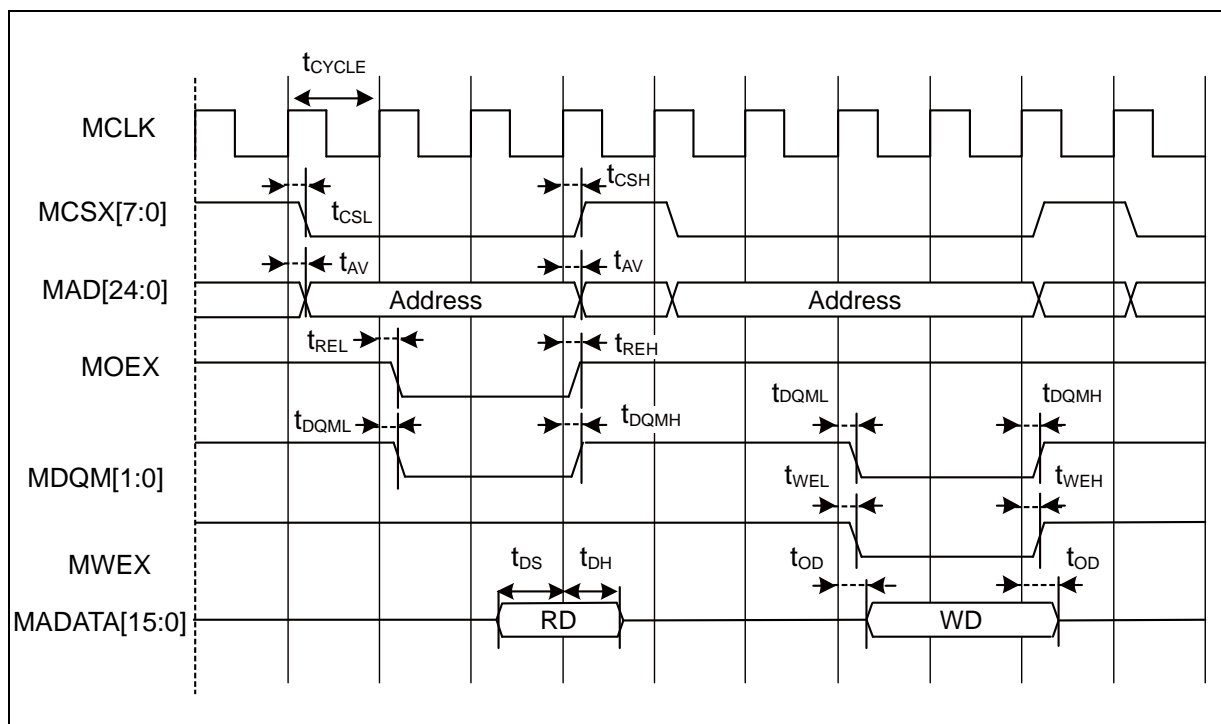 tCYCLE
MCLK
tCSH
MCSX[7:0]
tCSL
tAV
tAV
MAD[24:0]
Address
Address
tREL
tREH
MOEX
tDQML
tDQMH
tDQML
tDQMH
MDQM[1:0]
tWEL
tWEH
MWEX
tDS
tDH
tOD
tOD
MADATA[15:0]
RD
WD